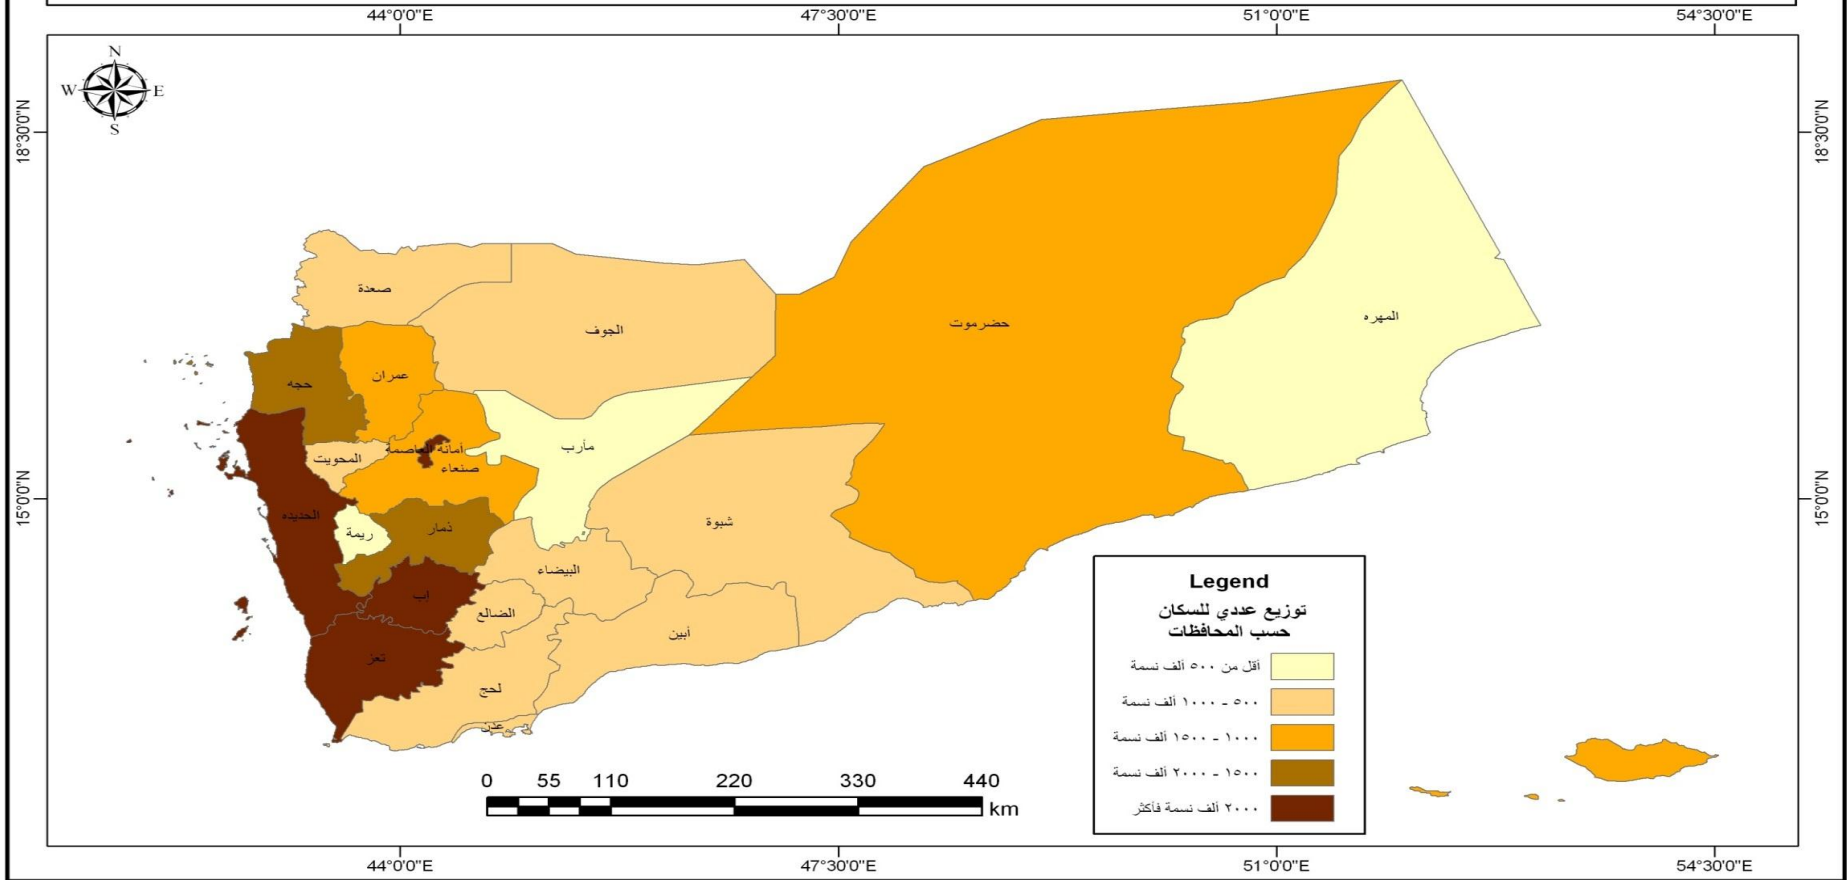 44°0'0"E 47°30'0"E 51°0'0"E 54°30'0"E
N
W E
S
18°30'0"N 18°30'0"N
صعدة
الجوف
حضرموت
المهره
حجه
عمران
مأرب
أمانة العاصمة
المحويت
صنعاء
الحديده
ريمة
ذمار
شبوة
البيضاء
إب
الضالع
أبين
تعز
لحج
عدن
15°0'0"N 15°0'0"N
Legend
توزيع عددي للسكان
حسب المحافظات
أقل من ٥٠٠ ألف نسمة
٥٠٠ - ١٠٠٠ ألف نسمة
١٠٠٠ - ١٥٠٠ ألف نسمة
١٥٠٠ - ٢٠٠٠ ألف نسمة
٢٠٠٠ ألف نسمة فأكثر
0 55 110 220 330 440
km
44°0'0"E 47°30'0"E 51°0'0"E 54°30'0"E